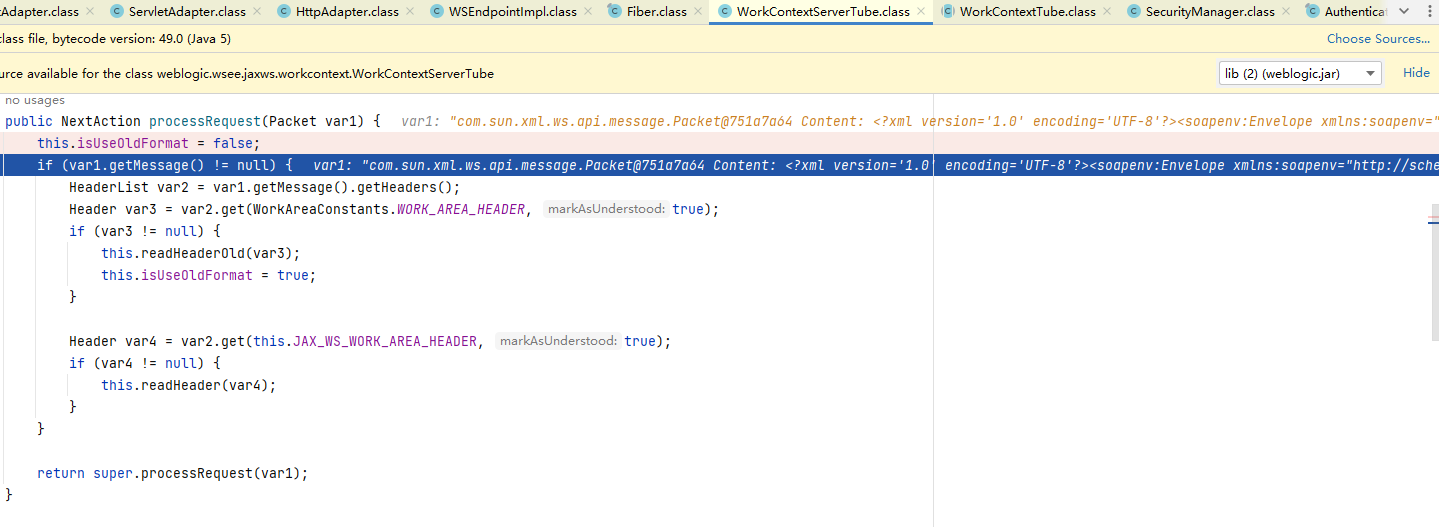 tAdapter.class ServletAdapter.class HttpAdapter.class WSEndpointImpl.class Fiber.class WorkContextServerTube.class WorkContextTube.class SecurityManager.class Authenticat
class file, bytecode version: 49.0 (Java 5) Choose Sources...
urce available for the class weblogic.wsee.jaxws.workcontext.WorkContextServerTube lib (2) (weblogic.jar) Hide
no usages
public NextAction processRequest(Packet var1) { var1: "com.sun.xml.ws.api.message.Packet@751a7a64 Content: <?xml version='1.0' encoding='UTF-8'?><soapenv:Envelope xmlns:soapenv="
this.isUseOldFormat = false;
if (var1.getMessage() != null) { var1: "com.sun.xml.ws.api.message.Packet@751a7a64 Content: <?xml version='1.0' encoding='UTF-8'?><soapenv:Envelope xmlns:soapenv="http://sche
HeaderList var2 = var1.getMessage().getHeaders();
Header var3 = var2.get(WorkAreaConstants.WORK_AREA_HEADER, markAsUnderstood: true);
if (var3 != null) {
this.readHeaderOld(var3);
this.isUseOldFormat = true;
}
Header var4 = var2.get(this.JAX_WS_WORK_AREA_HEADER, markAsUnderstood: true);
if (var4 != null) {
this.readHeader(var4);
}
}
return super.processRequest(var1);
}